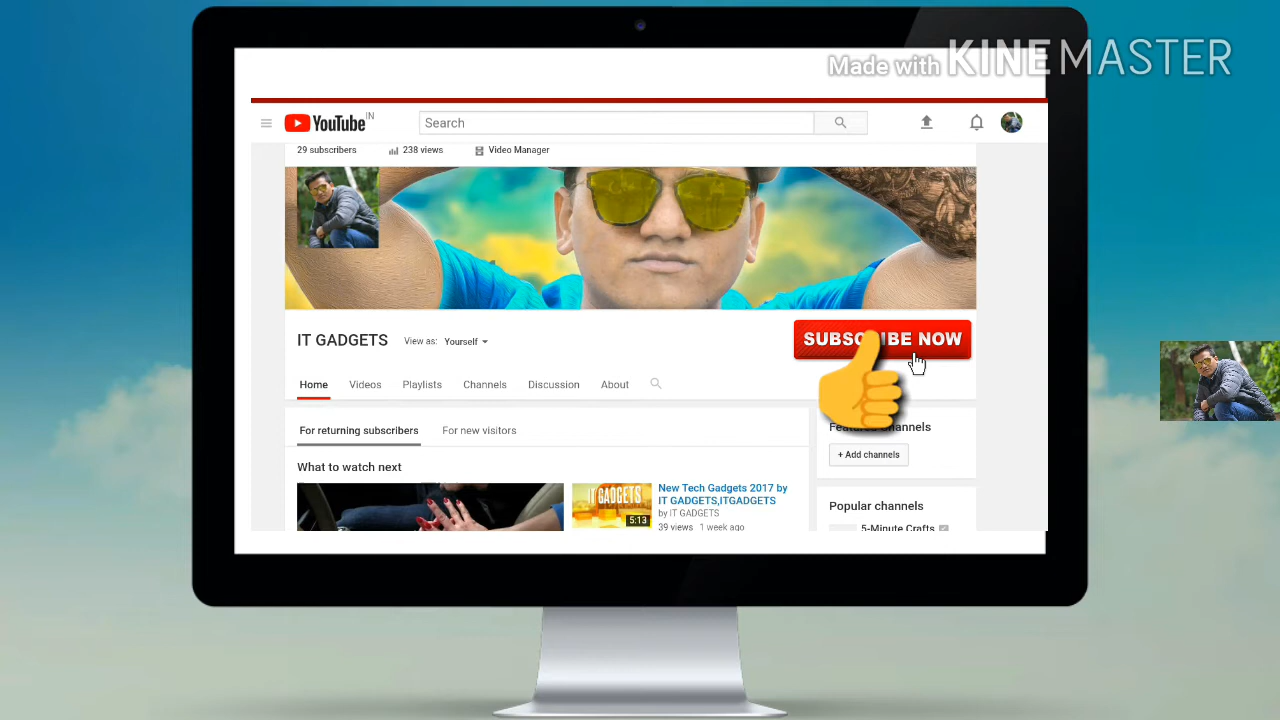 Made with KINEMASTER
YouTube IN
Search
29 subscribers
238 views
Video Manager
IT GADGETS
View as: Yourself
SUBSCRIBE NOW
Home
Videos
Playlists
Channels
Discussion
About
For returning subscribers
For new visitors
Featured channels
+ Add channels
What to watch next
IT GADGETS
5:13
New Tech Gadgets 2017 by
IT GADGETS,ITGADGETS
by IT GADGETS
39 views 1 week ago
Popular channels
5-Minute Crafts